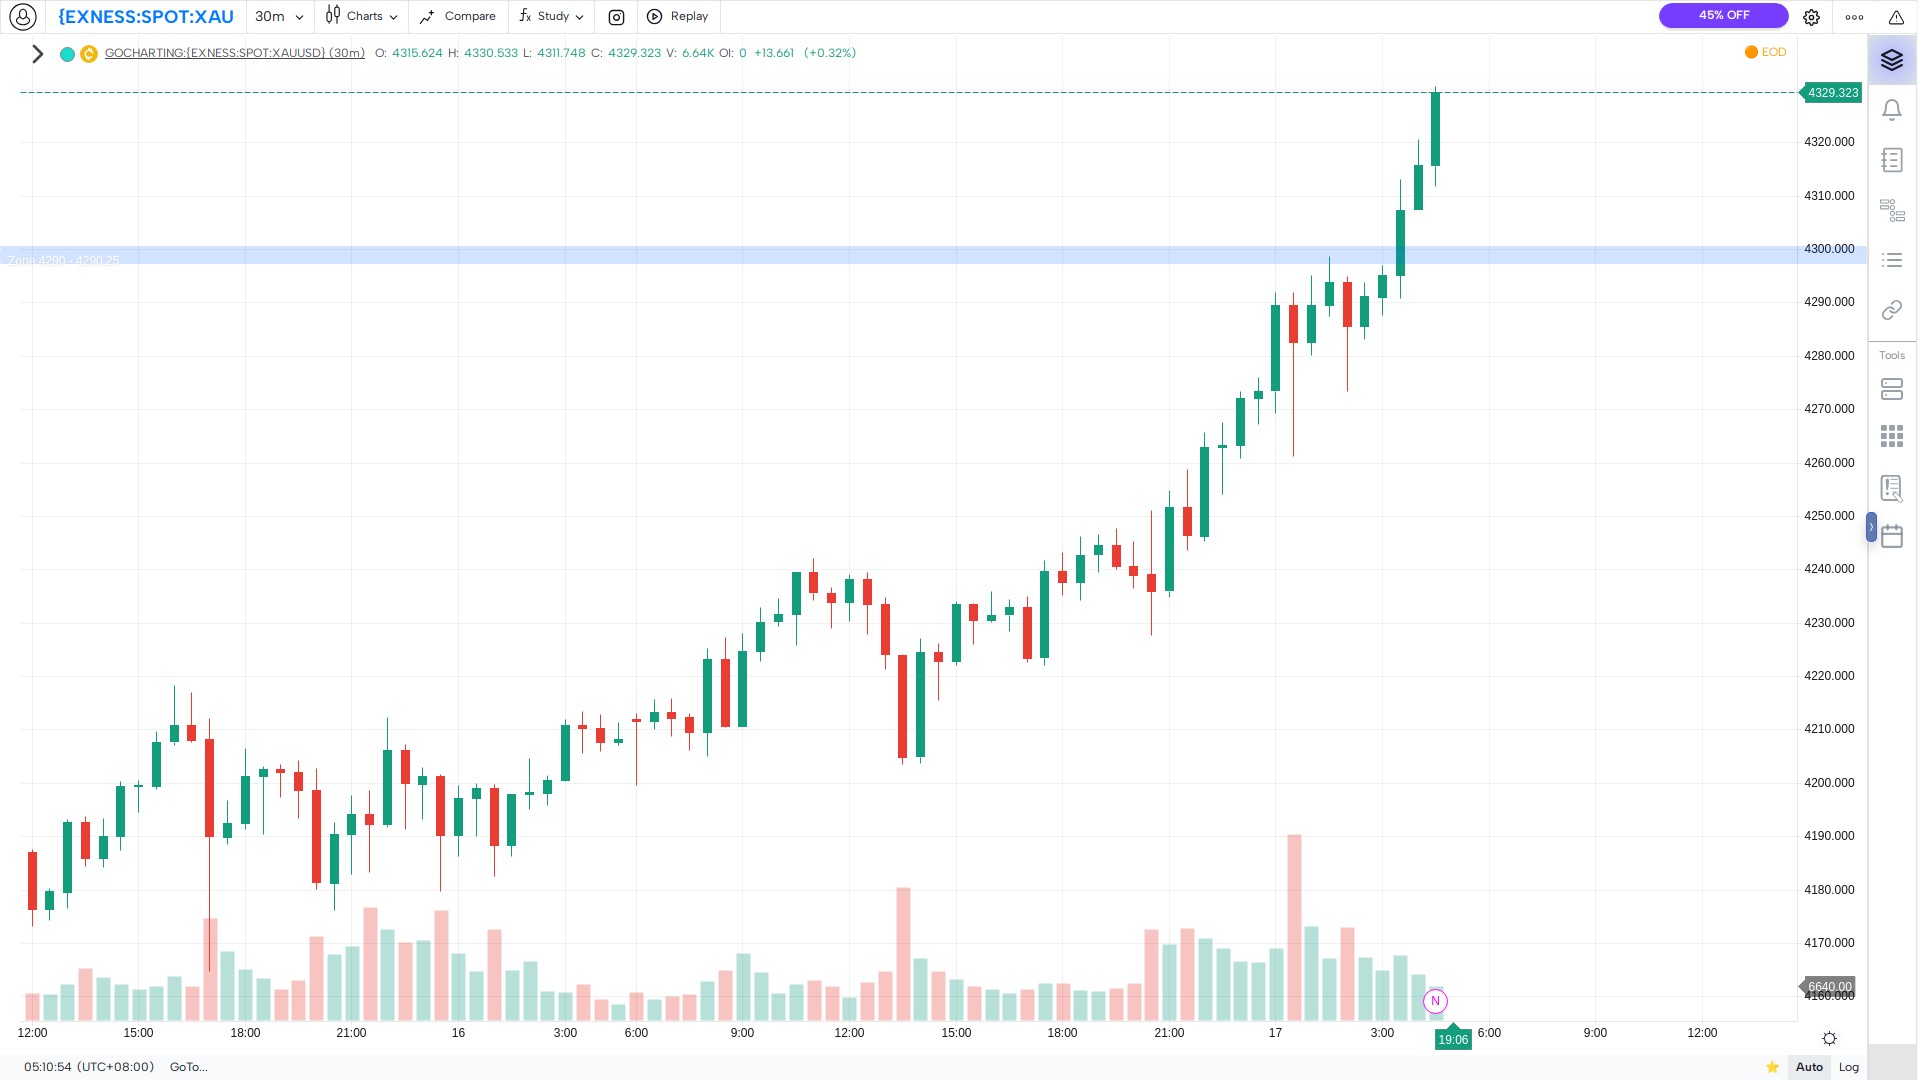 {EXNESS:SPOT:XAU 30m Charts Compare Study Replay 45% OFF
GOCHARTING:{EXNESS:SPOT:XAUUSD} (30m) O: 4315.624 H: 4330.533 L: 4311.748 C: 4329.323 V: 6.64K OI: 0 +13.661 (+0.32%) EOD
4329.323
4320.000
4310.000
4300.000
Zone 4290 - 4290.25
4290.000
4280.000
Tools
4270.000
4260.000
4250.000
4240.000
4230.000
4220.000
4210.000
4200.000
4190.000
4180.000
4170.000
6640.00
4160.000
N
12:00 15:00 18:00 21:00 16 3:00 6:00 9:00 12:00 15:00 18:00 21:00 17 3:00 19:06 6:00 9:00 12:00
05:10:54 (UTC+08:00) GoTo... Auto Log